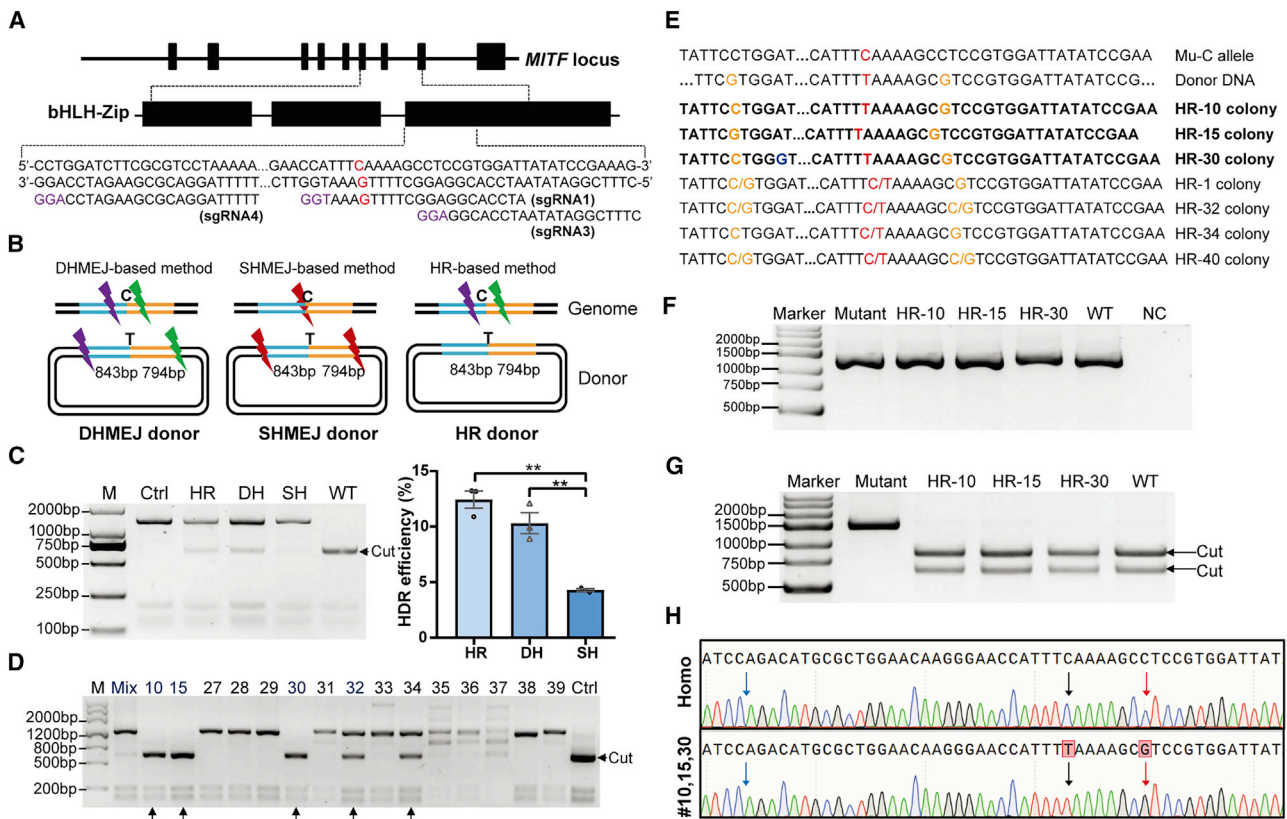 A
MITF locus
bHLH-Zip
5'-CCTGGATCTTCGCGTCCTAAAAA...GAACCATTTCAAAAGCCTCCGTGGATTATATCCGAAAG-3'
3'-GGACCTAGAAGCGCAGGATTTTT...CTTGGTAAAGTTTTCGGAGGCACCTAATATAGGCTTTC-5'
GGACCTAGAAGCGCAGGATTTTT GGTAAAGTTTTCGGAGGCACCTA (sgRNA1)
(sgRNA4) GGAGGCACCTAATATAGGCTTTC
(sgRNA3)
B
DHMEJ-based method SHMEJ-based method HR-based method
C C C
Genome
T T T
843bp 794bp 843bp 794bp 843bp 794bp
Donor
DHMEJ donor SHMEJ donor HR donor
C
M Ctrl HR DH SH WT
2000bp
1000bp
750bp
500bp
250bp
100bp
Cut
HDR efficiency (%)
15
10
5
0
**
**
HR DH SH
D
M Mix 10 15 27 28 29 30 31 32 33 34 35 36 37 38 39 Ctrl
2000bp
1200bp
800bp
500bp
200bp
Cut
E
TATTCCTGGAT...CATTTCAAAAGCCTCCGTGGATTATATCCGAA Mu-C allele
...TTCGTGGAT...CATTTTAAAAGCGTCCGTGGATTATATCCG... Donor DNA
TATTCCTGGAT...CATTTTAAAAGCGTCCGTGGATTATATCCGAA HR-10 colony
TATTCGTGGAT...CATTTTAAAAGCGTCCGTGGATTATATCCGAA HR-15 colony
TATTCCTGGGT...CATTTTAAAAGCGTCCGTGGATTATATCCGAA HR-30 colony
TATTCC/GTGGAT...CATTTC/TAAAAGCGTCCGTGGATTATATCCGAA HR-1 colony
TATTCC/GTGGAT...CATTTC/TAAAAGCC/GTCCGTGGATTATATCCGAA HR-32 colony
TATTCCTGGAT...CATTTC/TAAAAGCGTCCGTGGATTATATCCGAA HR-34 colony
TATTCC/GTGGAT...CATTTC/TAAAAGCC/GTCCGTGGATTATATCCGAA HR-40 colony
F
Marker Mutant HR-10 HR-15 HR-30 WT NC
2000bp
1500bp
1000bp
750bp
500bp
G
Marker Mutant HR-10 HR-15 HR-30 WT
2000bp
1500bp
1000bp
750bp
500bp
Cut
Cut
H
Homo
ATCCAGACATGCGCTGGAACAAGGGAACCATTTCAAAAGCCTCCGTGGATTAT
#10,15,30
ATCCAGACATGCGCTGGAACAAGGGAACCATTTTAAAAGCGTCCGTGGATTAT